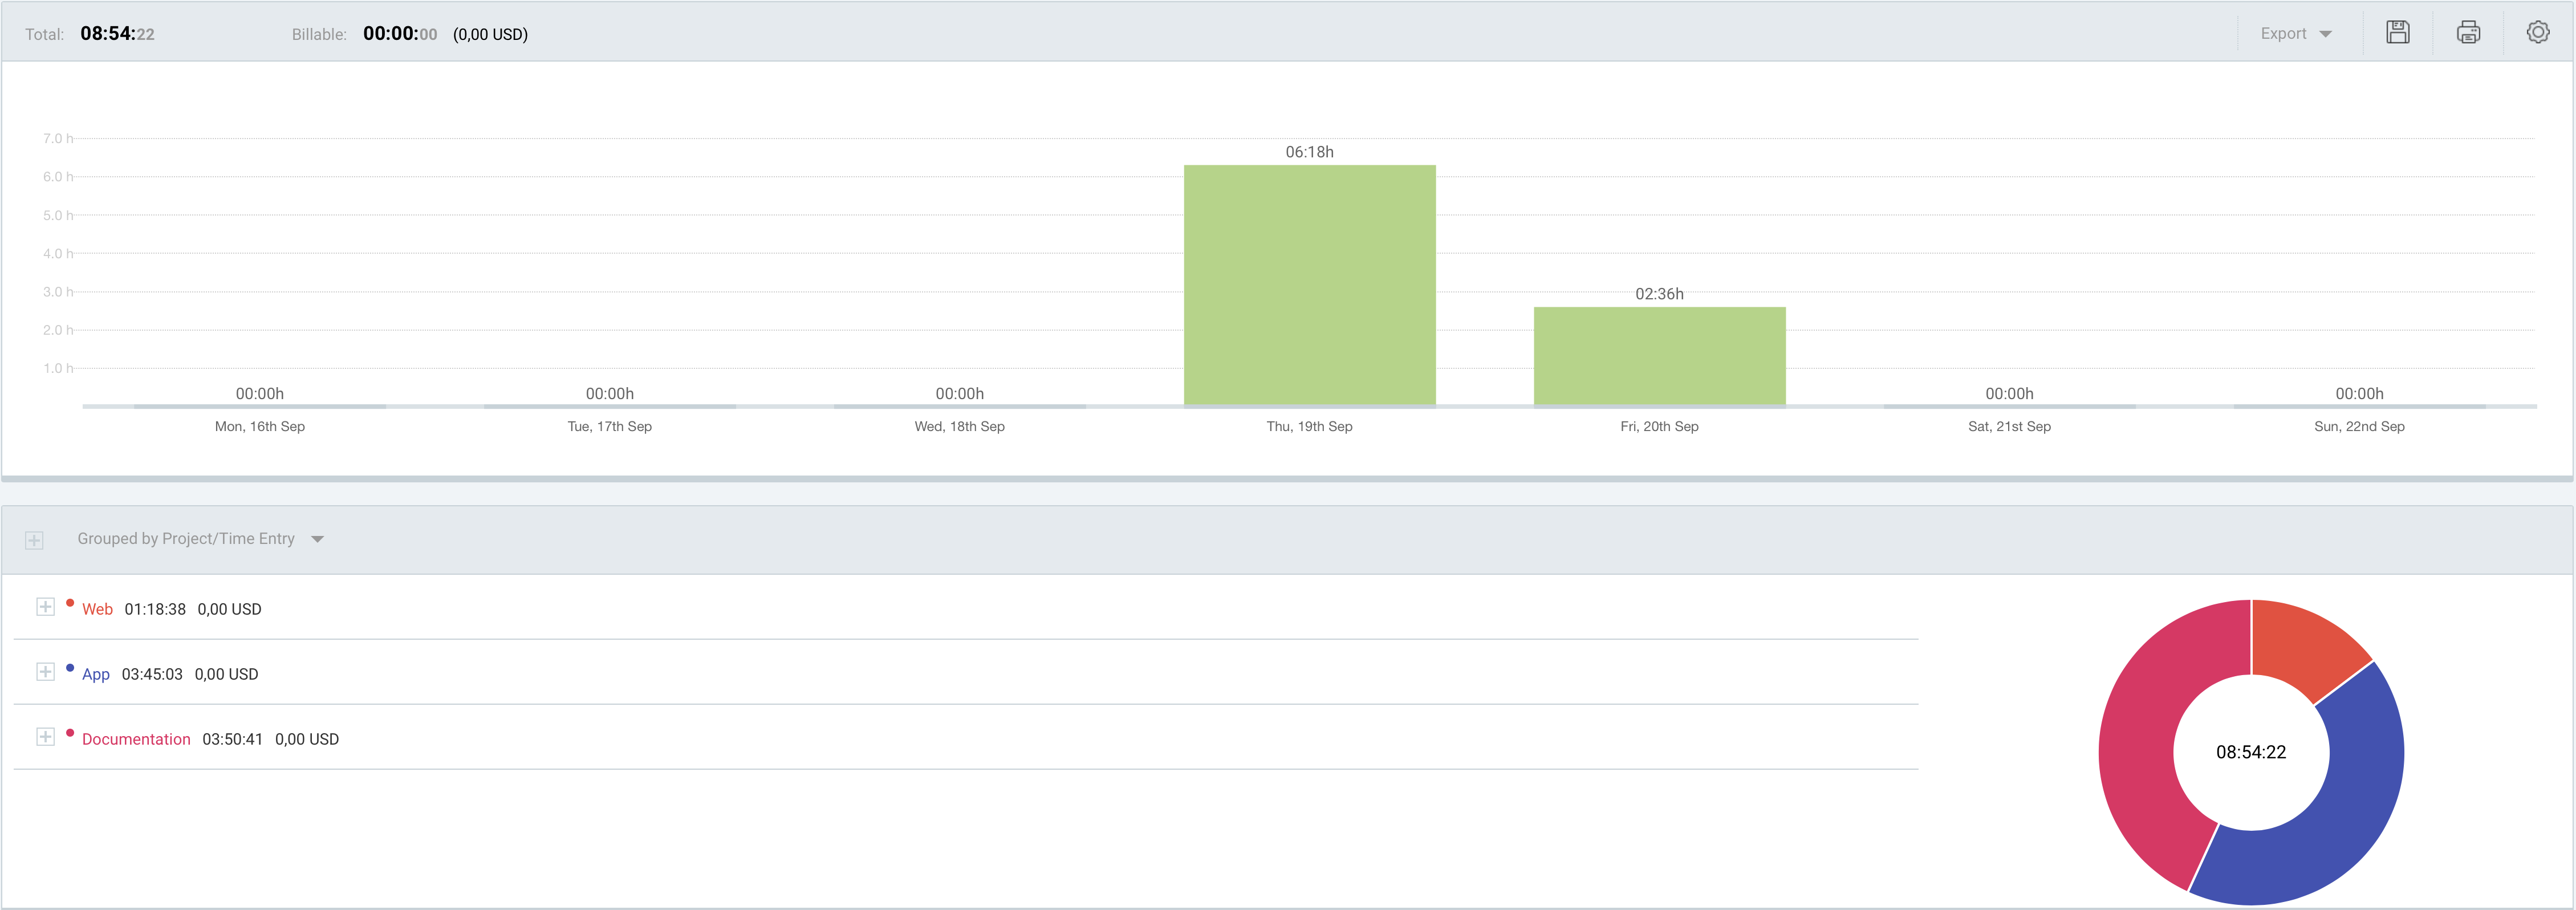 Total: 08:54:22 Billable: 00:00:00 (0,00 USD) Export
7.0 h
06:18h
6.0 h
5.0 h
4.0 h
3.0 h
02:36h
2.0 h
1.0 h
00:00h 00:00h 00:00h 00:00h 00:00h
Mon, 16th Sep Tue, 17th Sep Wed, 18th Sep Thu, 19th Sep Fri, 20th Sep Sat, 21st Sep Sun, 22nd Sep
Grouped by Project/Time Entry
Web 01:18:38 0,00 USD
App 03:45:03 0,00 USD
Documentation 03:50:41 0,00 USD
08:54:22